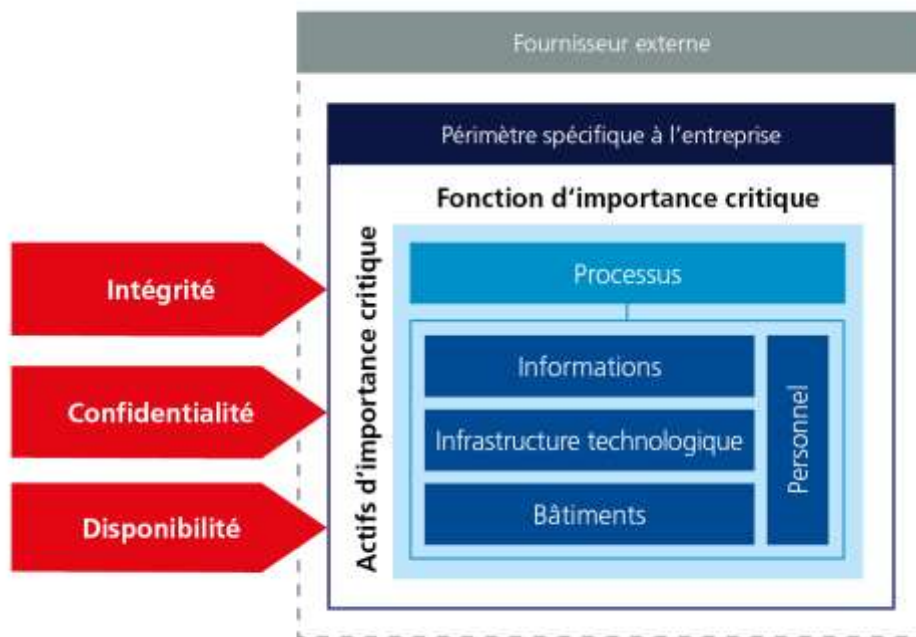 Fournisseur externe
Périmètre spécifique à l'entreprise
Fonction d'importance critique
Actifs d'importance critique
Processus
Informations
Infrastructure technologique
Bâtiments
Personnel
Intégrité
Confidentialité
Disponibilité